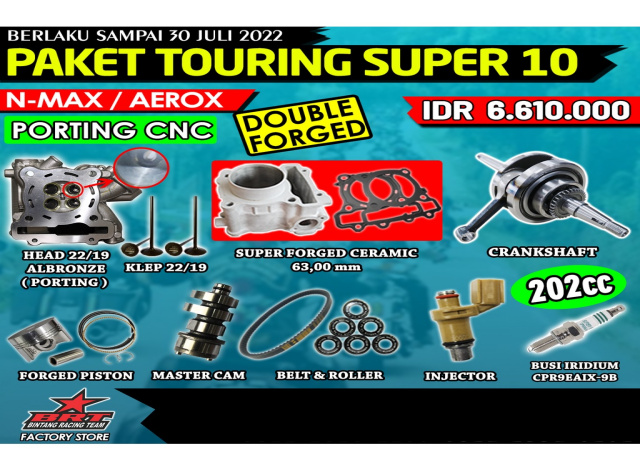 BERLAKU SAMPAI 30 JULI 2022
PAKET TOURING SUPER 10
N-MAX / AEROX
IDR 6.610.000
PORTING CNC
DOUBLE
FORGED
HEAD 22/19
ALBRONZE
( PORTING )
KLEP 22/19
SUPER FORGED CERAMIC
63,00 mm
CRANKSHAFT
202cc
FORGED PISTON
MASTER CAM
BELT & ROLLER
INJECTOR
BUSI IRIDIUM
CPR9EAIX-9B
BRT
BINTANG RACING TEAM
FACTORY STORE